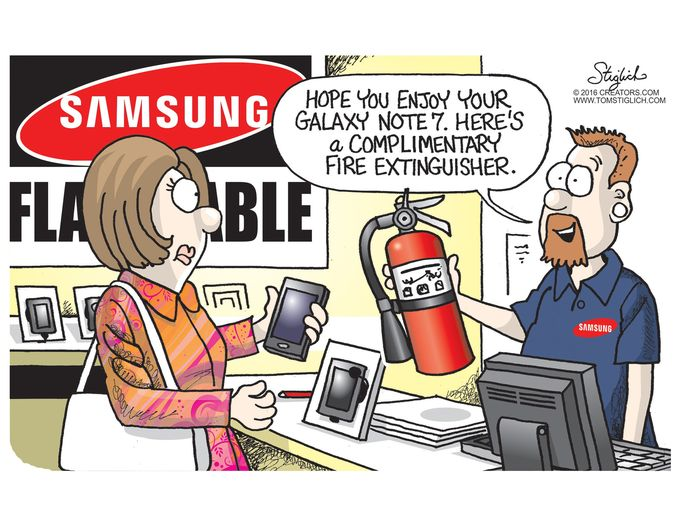 Stiglich
© 2016 CREATORS.COM
WWW.TOMSTIGLICH.COM
SAMSUNG
HOPE YOU ENJOY YOUR
GALAXY NOTE 7. HERE'S
a COMPLIMENTARY
FIRE EXTINGUISHER.
FLA ABLE
SAMSUNG